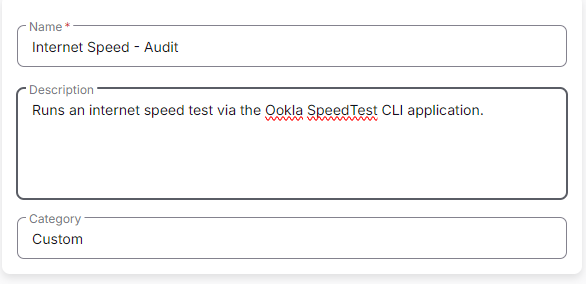 Name *
Internet Speed - Audit
Description
Runs an internet speed test via the Ookla SpeedTest CLI application.
Category
Custom